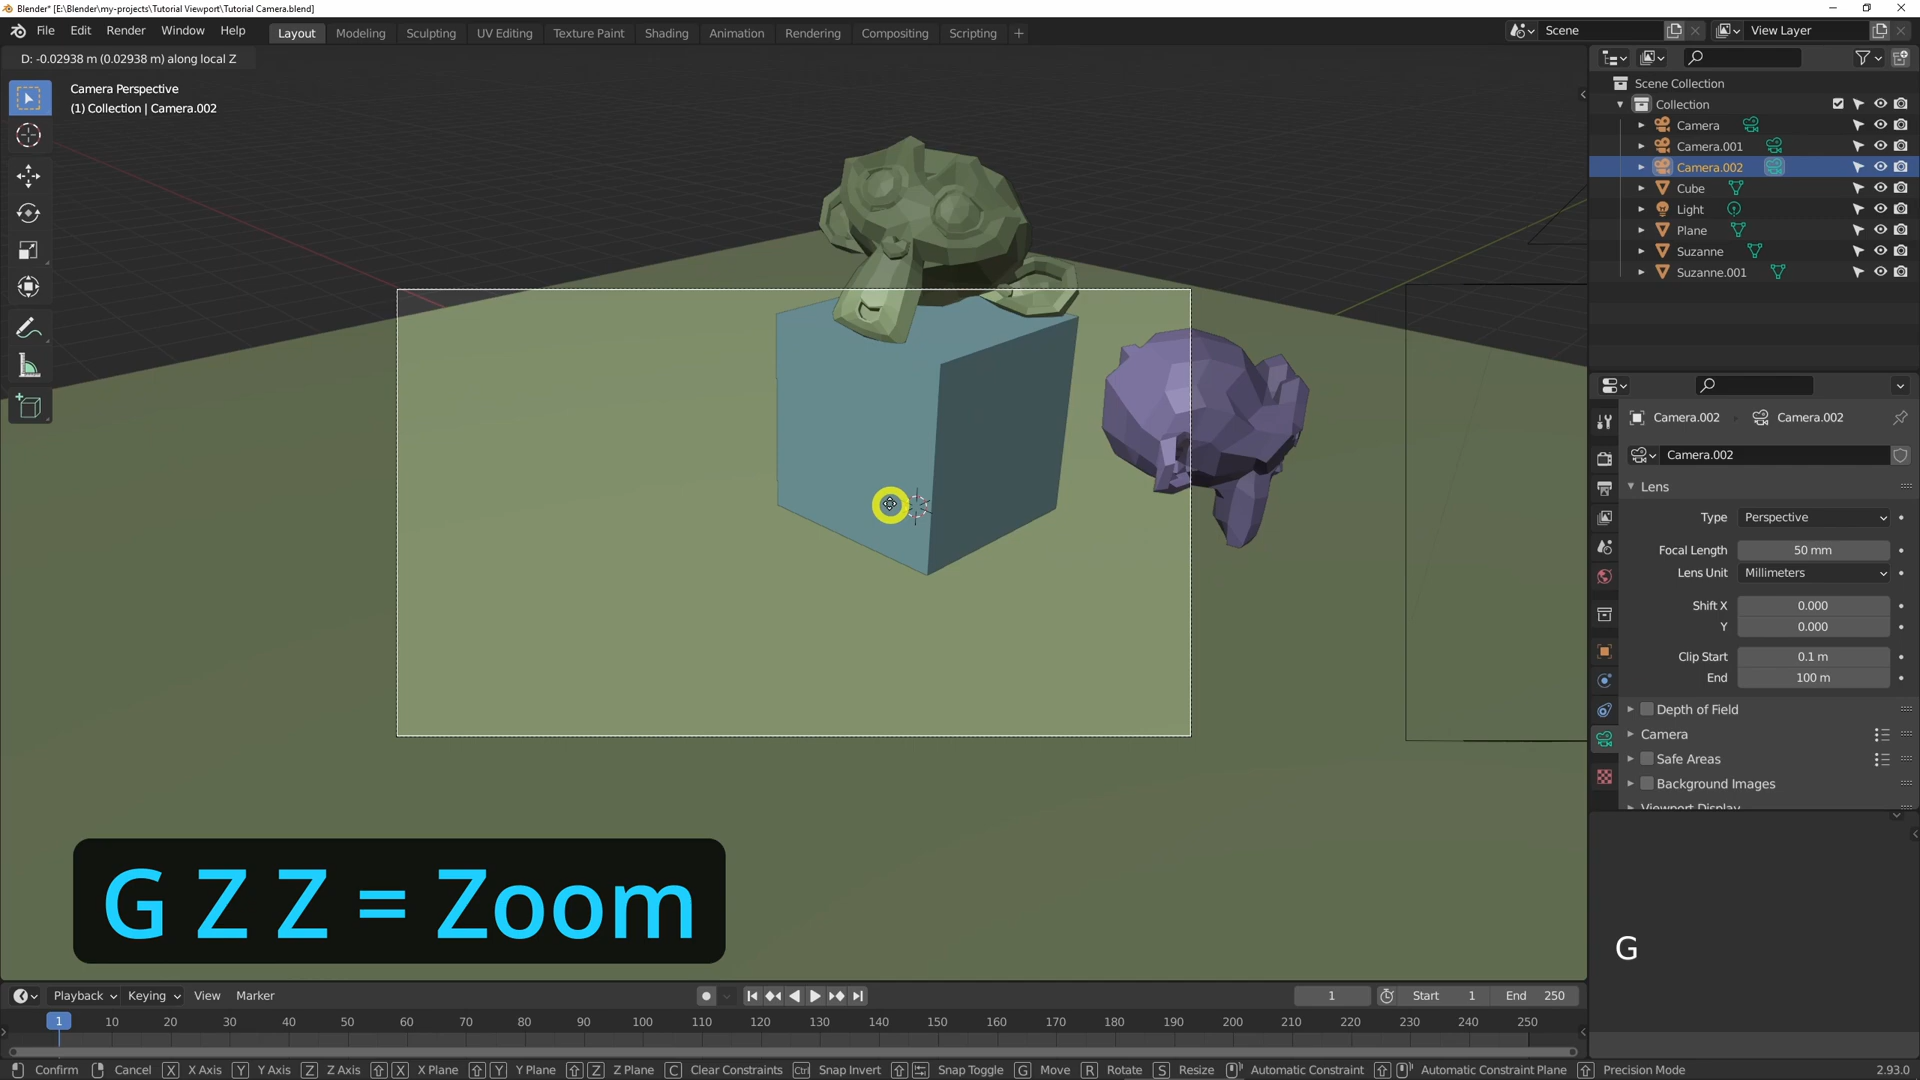 Blender* [E:\Blender\my-projects\Tutorial Viewport\Tutorial Camera.blend]
File Edit Render Window Help Layout Modeling Sculpting UV Editing Texture Paint Shading Animation Rendering Compositing Scripting + Scene View Layer
D: -0.02938 m (0.02938 m) along local Z
Camera Perspective
(1) Collection | Camera.002
Scene Collection
Collection
Camera
Camera.001
Camera.002
Cube
Light
Plane
Suzanne
Suzanne.001
Camera.002 Camera.002
Camera.002
Lens
Type Perspective
Focal Length 50 mm
Lens Unit Millimeters
Shift X 0.000
Y 0.000
Clip Start 0.1 m
End 100 m
Depth of Field
Camera
Safe Areas
Background Images
Viewport Display
G Z Z = Zoom
G
Playback Keying View Marker 1 Start 1 End 250
1 10 20 30 40 50 60 70 80 90 100 110 120 130 140 150 160 170 180 190 200 210 220 230 240 250
Confirm Cancel X X Axis Y Y Axis Z Z Axis X X Plane Y Y Plane Z Z Plane C Clear Constraints Ctrl Snap Invert Snap Toggle G Move R Rotate S Resize Automatic Constraint Automatic Constraint Plane Precision Mode 2.93.0